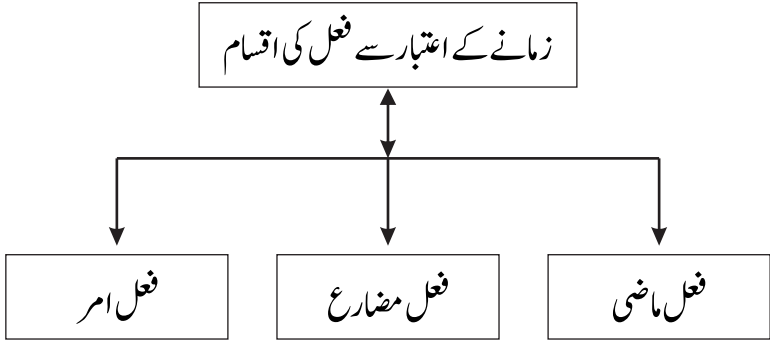 زمانے کے اعتبار سے فعل کی اقسام
فعل ماضی
فعل مضارع
فعل امر